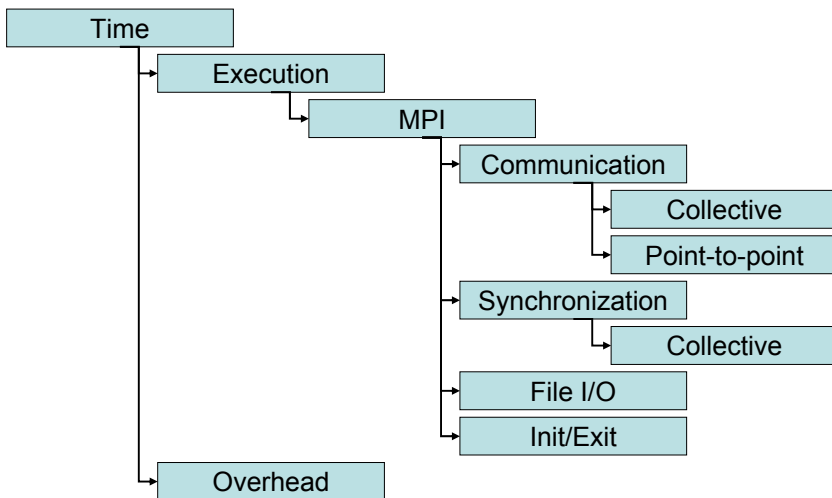 Time
Execution
MPI
Communication
Collective
Point-to-point
Synchronization
Collective
File I/O
Init/Exit
Overhead